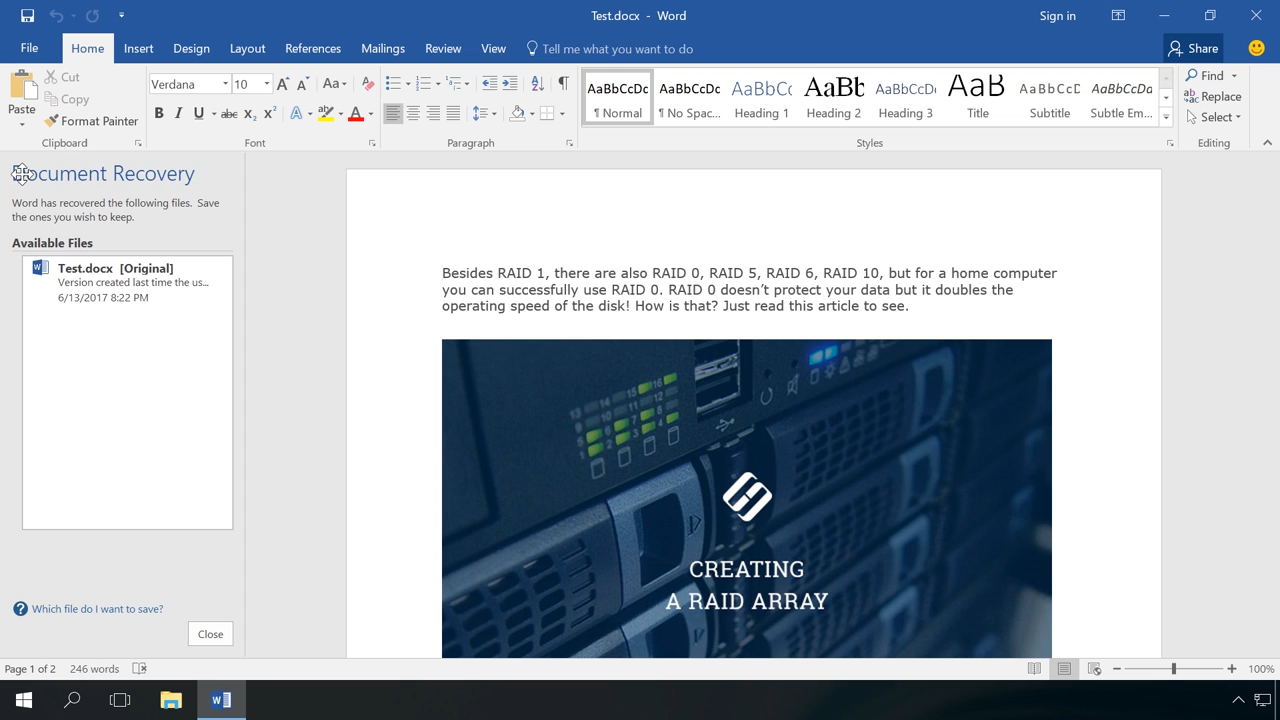 Test.docx - Word
Sign in
File Home Insert Design Layout References Mailings Review View Tell me what you want to do Share
Paste
Cut
Copy
Format Painter
Clipboard
Verdana 10
Font
Paragraph
AaBbCcDc AaBbCcDc AaBbCc AaBb AaBbCcDc AaB AaBbCcD AaBbCcDa
¶ Normal ¶ No Spac... Heading 1 Heading 2 Heading 3 Title Subtitle Subtle Em...
Styles
Find
Replace
Select
Editing
Document Recovery
Word has recovered the following files. Save
the ones you wish to keep.
Available Files
Test.docx [Original]
Version created last time the us...
6/13/2017 8:22 PM
Which file do I want to save?
Close
Besides RAID 1, there are also RAID 0, RAID 5, RAID 6, RAID 10, but for a home computer
you can successfully use RAID 0. RAID 0 doesn’t protect your data but it doubles the
operating speed of the disk! How is that? Just read this article to see.
CREATING
A RAID ARRAY
Page 1 of 2 246 words
100%